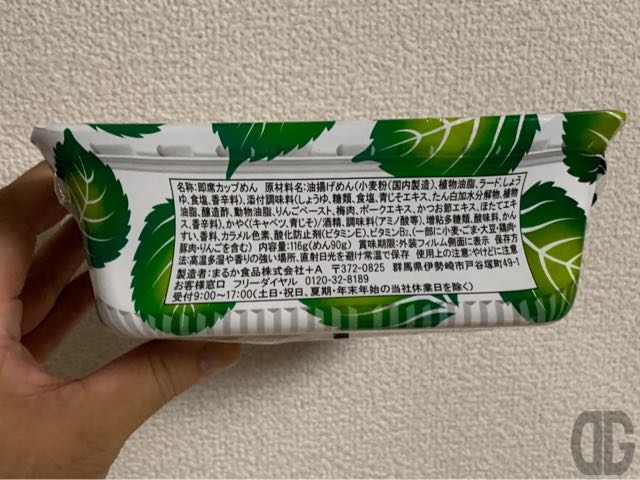 名称:即席カップめん 原材料名:油揚げめん(小麦粉(国内製造)、植物油脂、ラード、しょう
ゆ、食塩、香辛料)、添付調味料(しょうゆ、糖類、食塩、青じそエキス、たん白加水分解物、植物
油脂、醸造酢、動物油脂、りんごペースト、梅肉、ポークエキス、かつお節エキス、ほたてエキ
ス、香辛料)、かやく(キャベツ、青じそ)/酒精、調味料(アミノ酸等)、増粘多糖類、酸味料、かん
すい、香料、カラメル色素、酸化防止剤(ビタミンE)、ビタミンB₂、(一部に小麦・ごま・大豆・鶏肉・
豚肉・りんごを含む) 内容量:116g(めん90g) 賞味期限:外装フィルム側面に表示 保存方
法:高温多湿や香りの強い場所、直射日光を避けて常温で保存 使用上の注意:やけどに注意
製造者:まるか食品株式会社+A 〒372-0825 群馬県伊勢崎市戸谷塚町49-1
お客様窓口 フリーダイヤル 0120-32-8189
受付9:00〜17:00(土・日・祝日、夏期・年末年始の当社休業日を除く)
DG